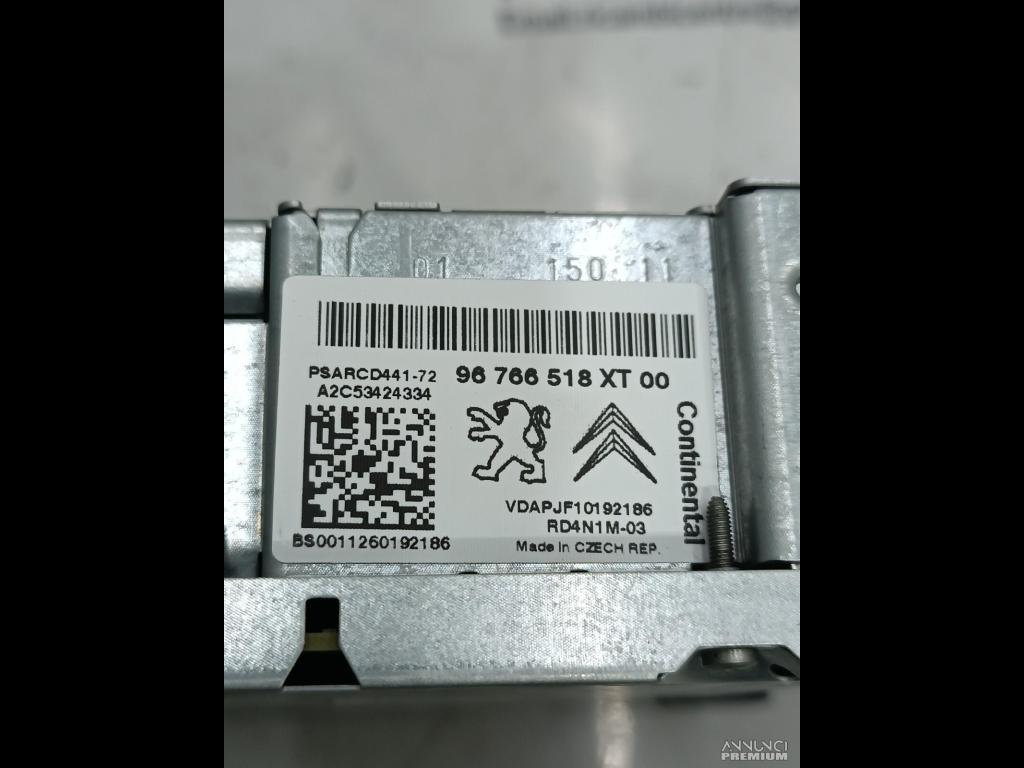 01 150 11
PSARCD441-72
96 766 518 XT 00
A2C53424334
Continental
VDAPJF10192186
RD4N1M-03
BS0011260192186
Made in CZECH REP.
ANNUNCI
PREMIUM